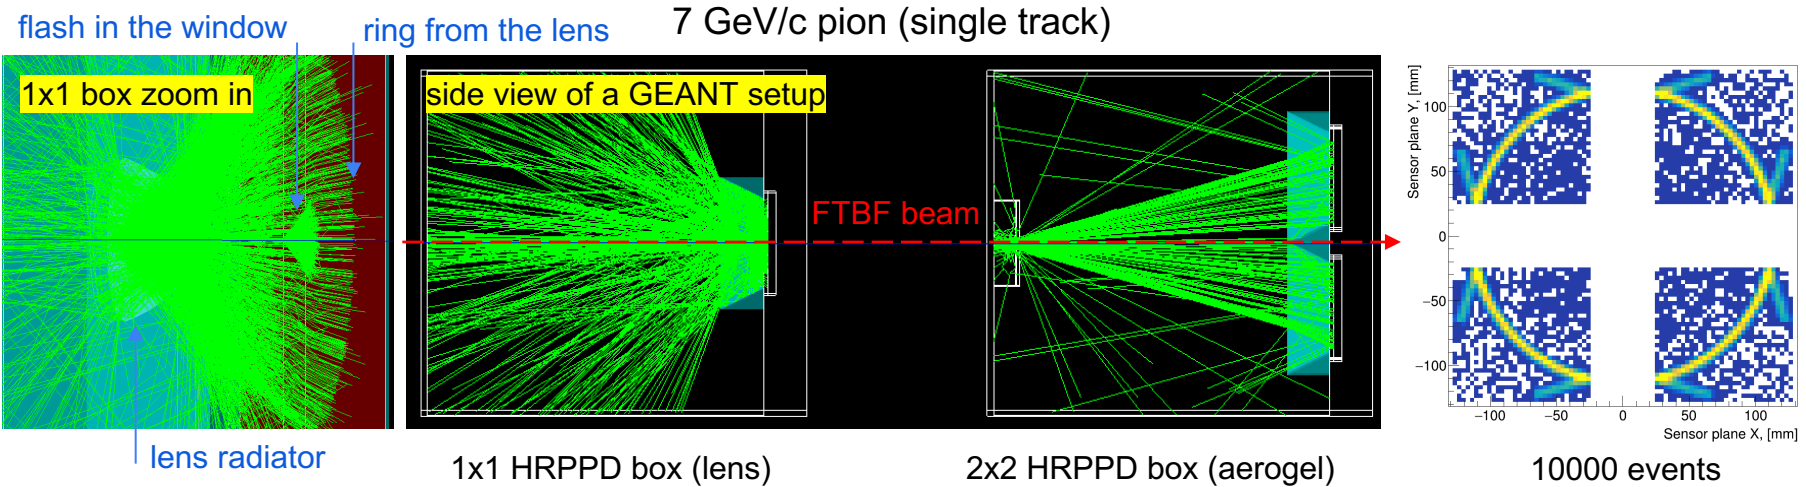 7 GeV/c pion (single track)
flash in the window
ring from the lens
1x1 box zoom in
side view of a GEANT setup
FTBF beam
lens radiator
1x1 HRPPD box (lens)
2x2 HRPPD box (aerogel)
10000 events
Sensor plane Y, [mm]
100
50
0
−50
−100
−100
−50
0
50
100
Sensor plane X, [mm]